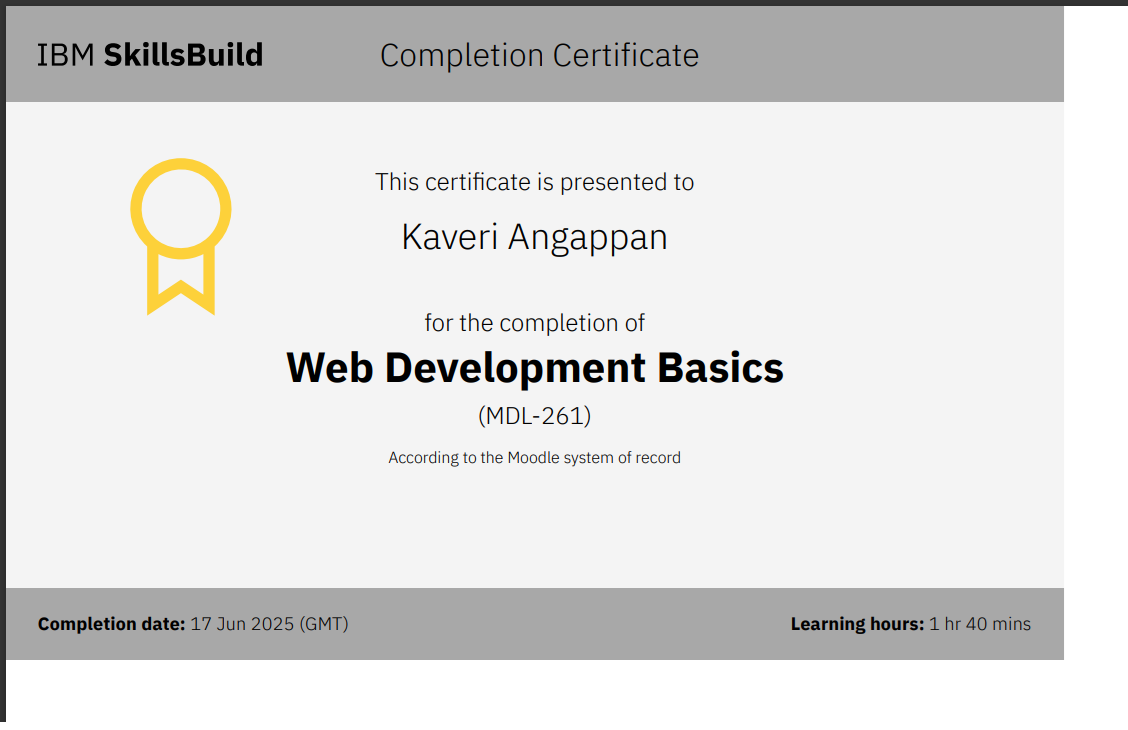 IBM SkillsBuild
Completion Certificate
This certificate is presented to
Kaveri Angappan
for the completion of
Web Development Basics
(MDL-261)
According to the Moodle system of record
Completion date: 17 Jun 2025 (GMT)
Learning hours: 1 hr 40 mins